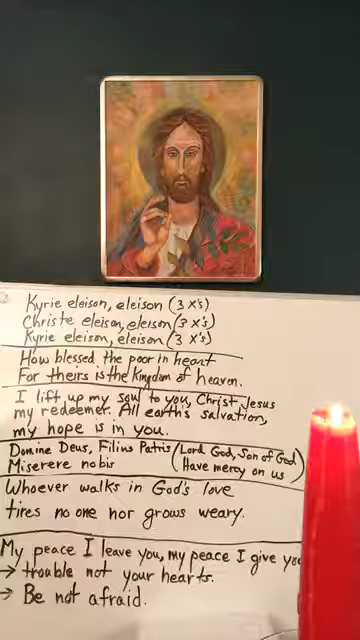 Kyrie eleison, eleison (3 x's)
Christe eleison, eleison (3 x's)
Kyrie eleison, eleison (3 x's)
How blessed the poor in heart
For theirs is the Kingdom of heaven.
I lift up my soul to you, Christ Jesus
my redeemer. All earth's salvation,
my hope is in you.
Domine Deus, Filius Patris (Lord God, Son of God
Miserere nobis Have mercy on us)
Whoever walks in God's love
tires no one nor grows weary.
My peace I leave you, my peace I give you
→ trouble not your hearts.
→ Be not afraid.